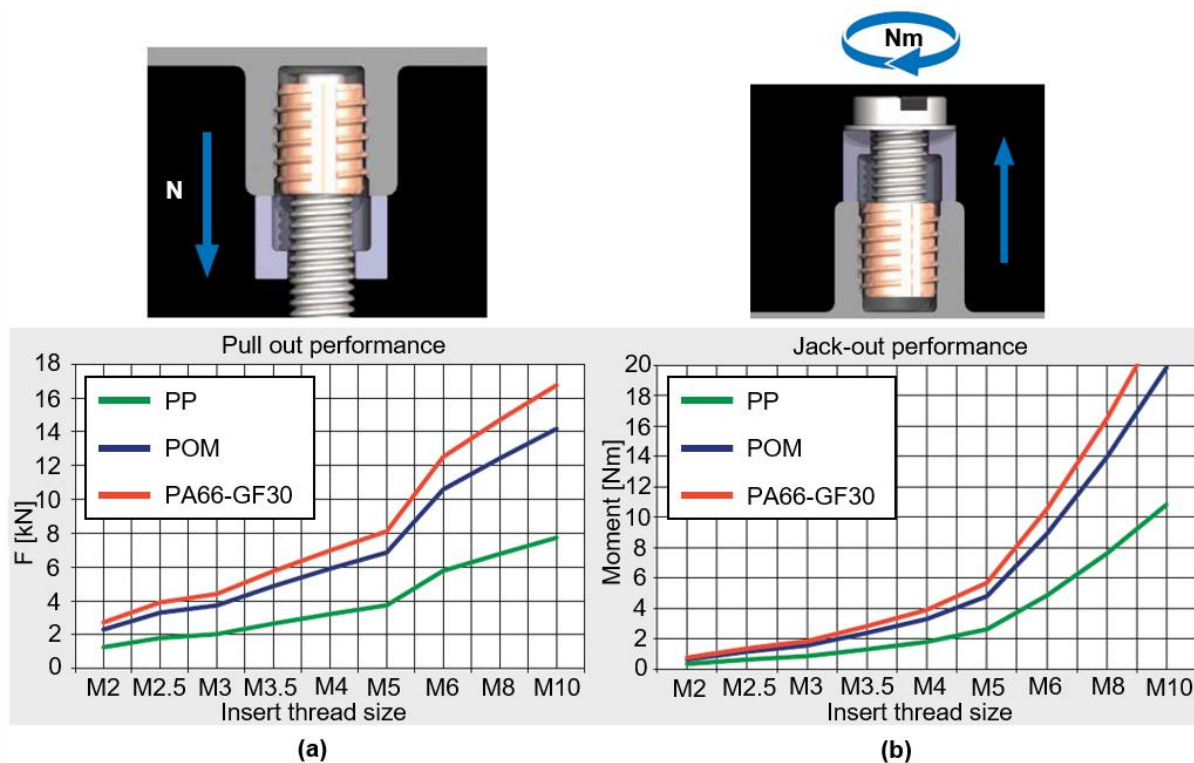 N
Nm
Pull out performance
18
16
14
12
10
8
6
4
2
0
F [kN]
PP
POM
PA66-GF30
M2 M2.5 M3 M3.5 M4 M5 M6 M8 M10
Insert thread size
(a)
Jack-out performance
20
18
16
14
12
10
8
6
4
2
0
Moment [Nm]
PP
POM
PA66-GF30
M2 M2.5 M3 M3.5 M4 M5 M6 M8 M10
Insert thread size
(b)